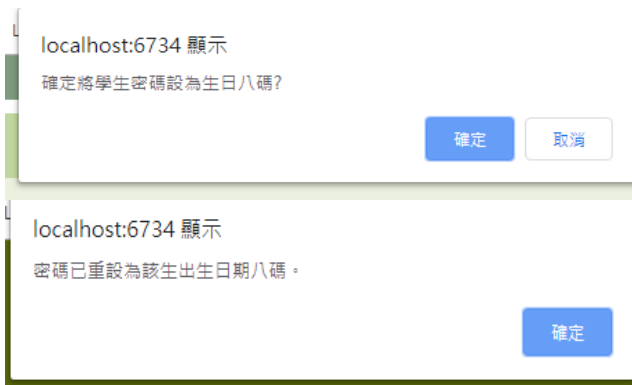 localhost:6734 顯示
確定將學生密碼設為生日八碼?
確定 取消
localhost:6734 顯示
密碼已重設為該生出生日期八碼。
確定